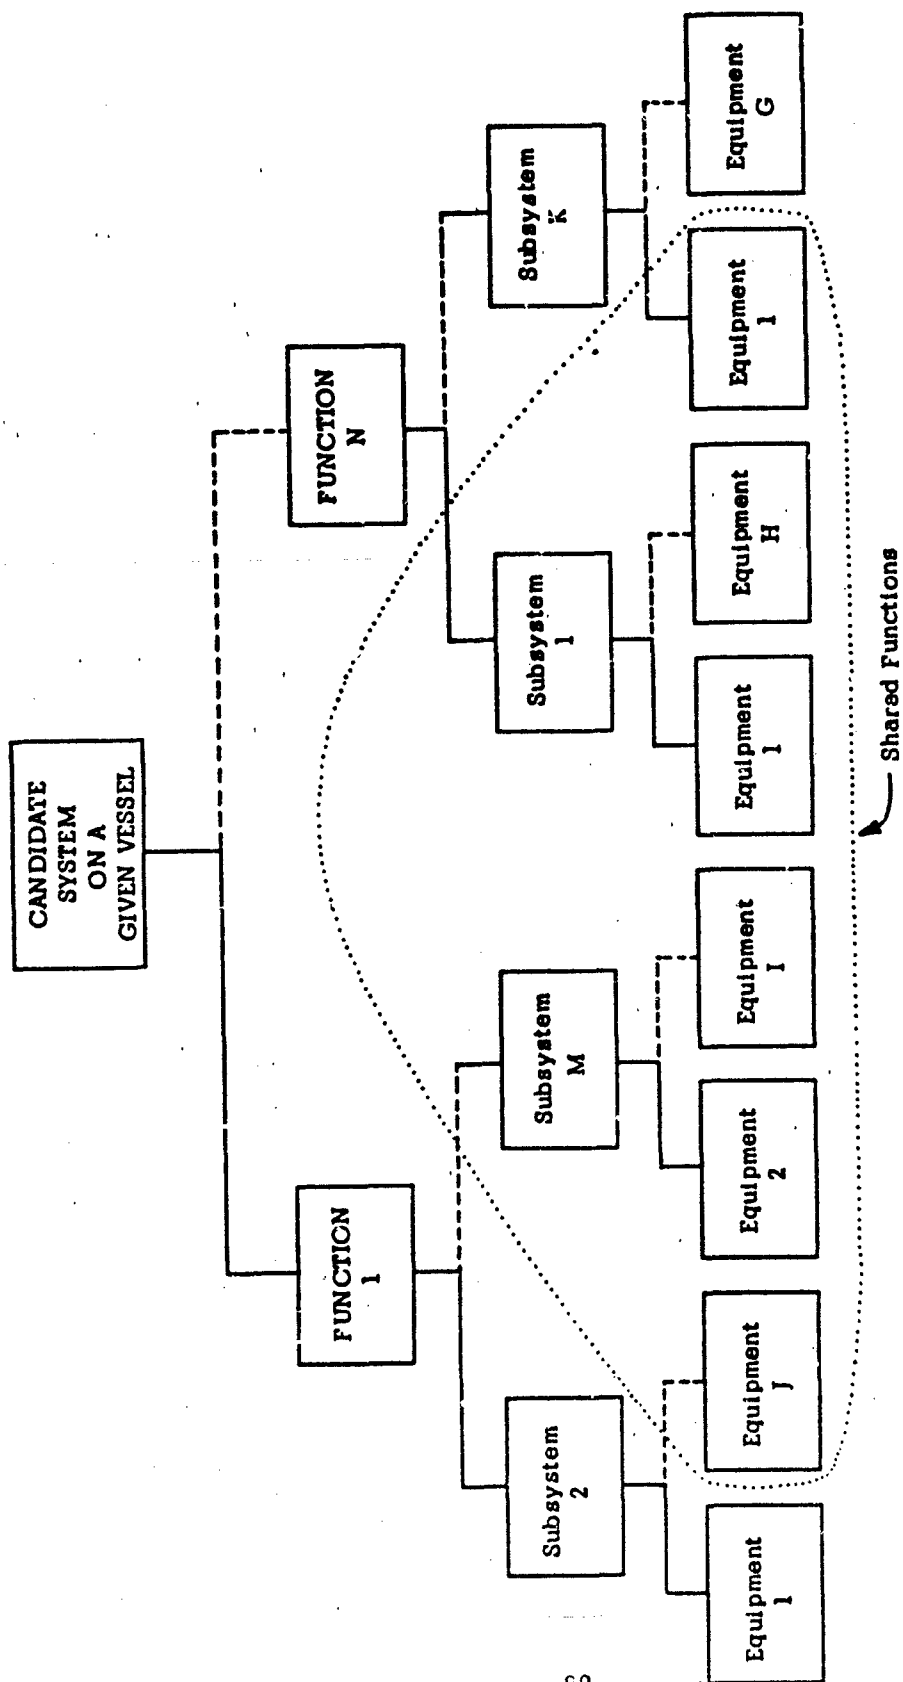 CANDIDATE
SYSTEM
ON A
GIVEN VESSEL
FUNCTION
1
FUNCTION
N
Subsystem
2
Subsystem
M
Subsystem
1
Subsystem
K
Equipment
1
Equipment
J
Equipment
2
Equipment
I
Equipment
1
Equipment
H
Equipment
1
Equipment
G
Shared Functions